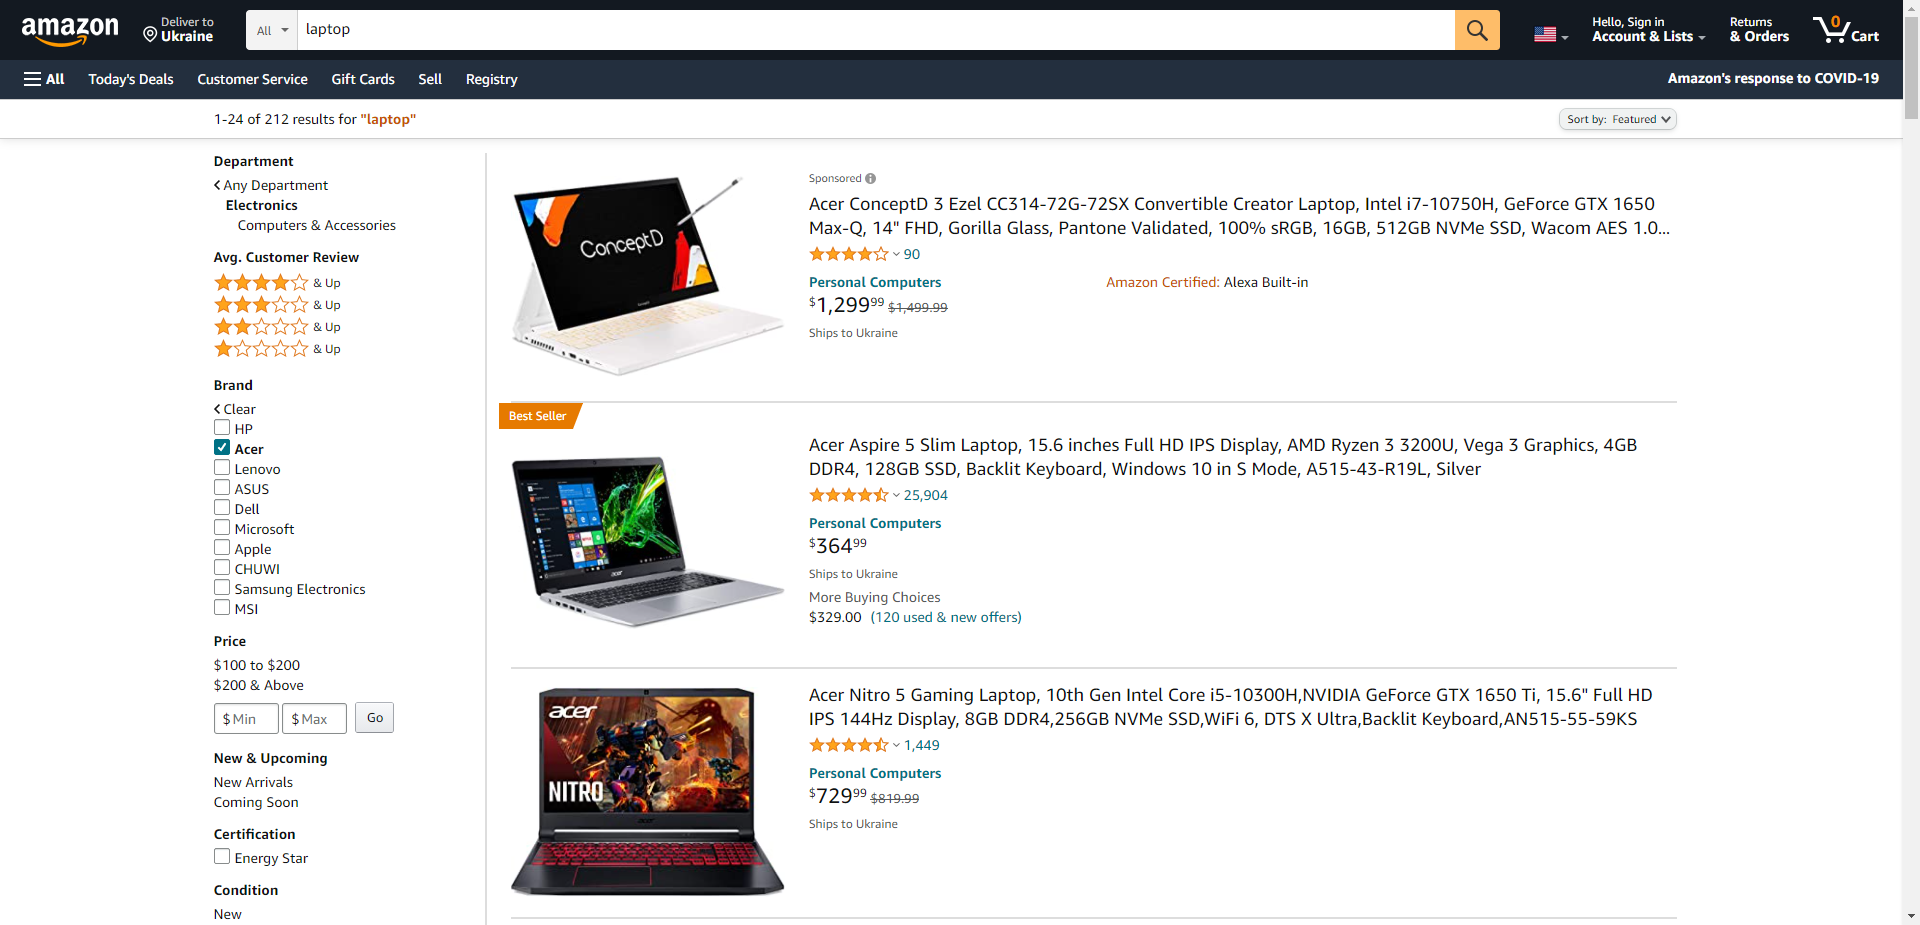 amazon
Deliver to
Ukraine
All
laptop
Hello, Sign in
Account & Lists
Returns
& Orders
0
Cart
All
Today's Deals
Customer Service
Gift Cards
Sell
Registry
Amazon's response to COVID-19
1-24 of 212 results for "laptop"
Sort by: Featured
Department
Any Department
Electronics
Computers & Accessories
Avg. Customer Review
& Up
& Up
& Up
& Up
Brand
Clear
HP
Acer
Lenovo
ASUS
Dell
Microsoft
Apple
CHUWI
Samsung Electronics
MSI
Price
$100 to $200
$200 & Above
$ Min
$ Max
Go
New & Upcoming
New Arrivals
Coming Soon
Certification
Energy Star
Condition
New
ConceptD
Sponsored
Acer ConceptD 3 Ezel CC314-72G-72SX Convertible Creator Laptop, Intel i7-10750H, GeForce GTX 1650
Max-Q, 14" FHD, Gorilla Glass, Pantone Validated, 100% sRGB, 16GB, 512GB NVMe SSD, Wacom AES 1.0...
90
Personal Computers
$1,299.99 $1,499.99
Ships to Ukraine
Amazon Certified: Alexa Built-in
Best Seller
acer
Acer Aspire 5 Slim Laptop, 15.6 inches Full HD IPS Display, AMD Ryzen 3 3200U, Vega 3 Graphics, 4GB
DDR4, 128GB SSD, Backlit Keyboard, Windows 10 in S Mode, A515-43-R19L, Silver
25,904
Personal Computers
$364.99
Ships to Ukraine
More Buying Choices
$329.00 (120 used & new offers)
acer
NITRO
acer
Acer Nitro 5 Gaming Laptop, 10th Gen Intel Core i5-10300H,NVIDIA GeForce GTX 1650 Ti, 15.6" Full HD
IPS 144Hz Display, 8GB DDR4,256GB NVMe SSD,WiFi 6, DTS X Ultra,Backlit Keyboard,AN515-55-59KS
1,449
Personal Computers
$729.99 $819.99
Ships to Ukraine